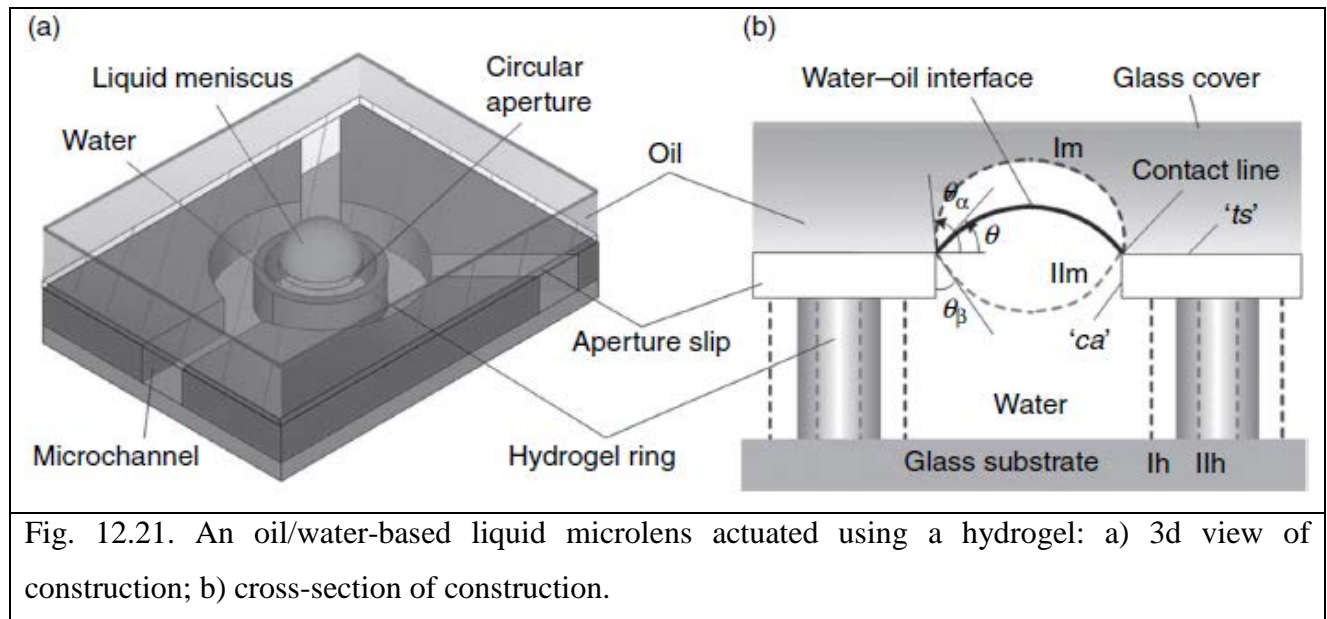 (a)
Liquid meniscus
Circular
aperture
Water
Oil
Aperture slip
Microchannel
Hydrogel ring
(b)
Water–oil interface
Glass cover
Im
Contact line
'ts'
θα
θ
IIm
θβ
'ca'
Water
Glass substrate
Ih IIh
Fig. 12.21. An oil/water-based liquid microlens actuated using a hydrogel: a) 3d view of
construction; b) cross-section of construction.